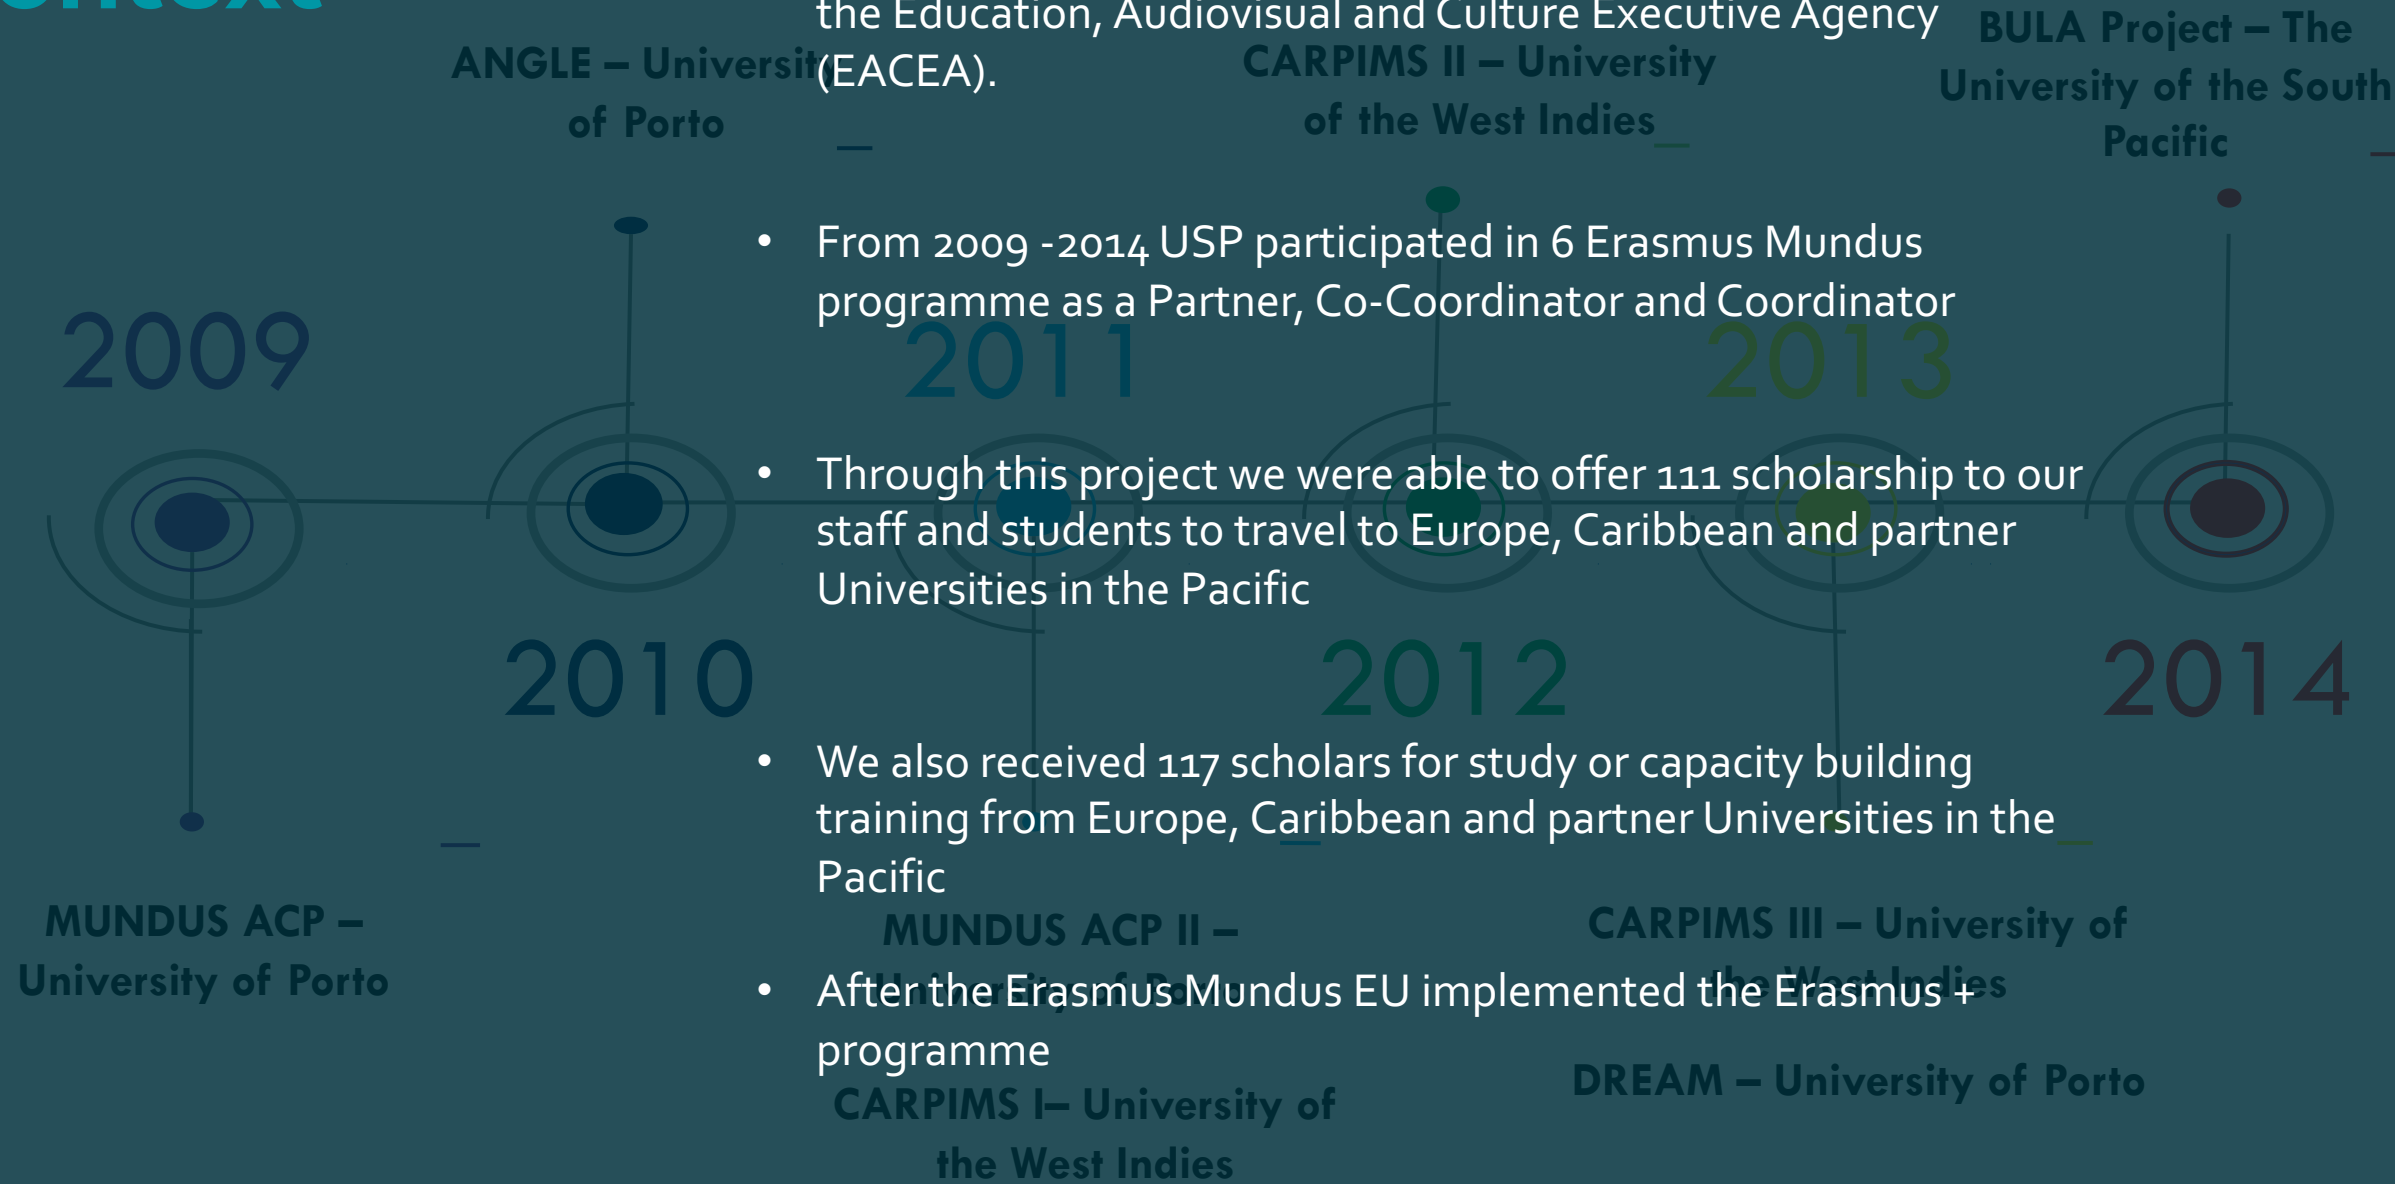 the Education, Audiovisual and Culture Executive Agency
(EACEA).
• From 2009 -2014 USP participated in 6 Erasmus Mundus
programme as a Partner, Co-Coordinator and Coordinator
• Through this project we were able to offer 111 scholarship to our
staff and students to travel to Europe, Caribbean and partner
Universities in the Pacific
• We also received 117 scholars for study or capacity building
training from Europe, Caribbean and partner Universities in the
Pacific
• After the Erasmus Mundus EU implemented the Erasmus +
programme
2009
MUNDUS ACP –
University of Porto
ANGLE – University
of Porto
2010
2011
MUNDUS ACP II –
University of Porto
CARPIMS I– University of
the West Indies
CARPIMS II – University
of the West Indies
2012
2013
CARPIMS III – University of
the West Indies
DREAM – University of Porto
BULA Project – The
University of the South
Pacific
2014